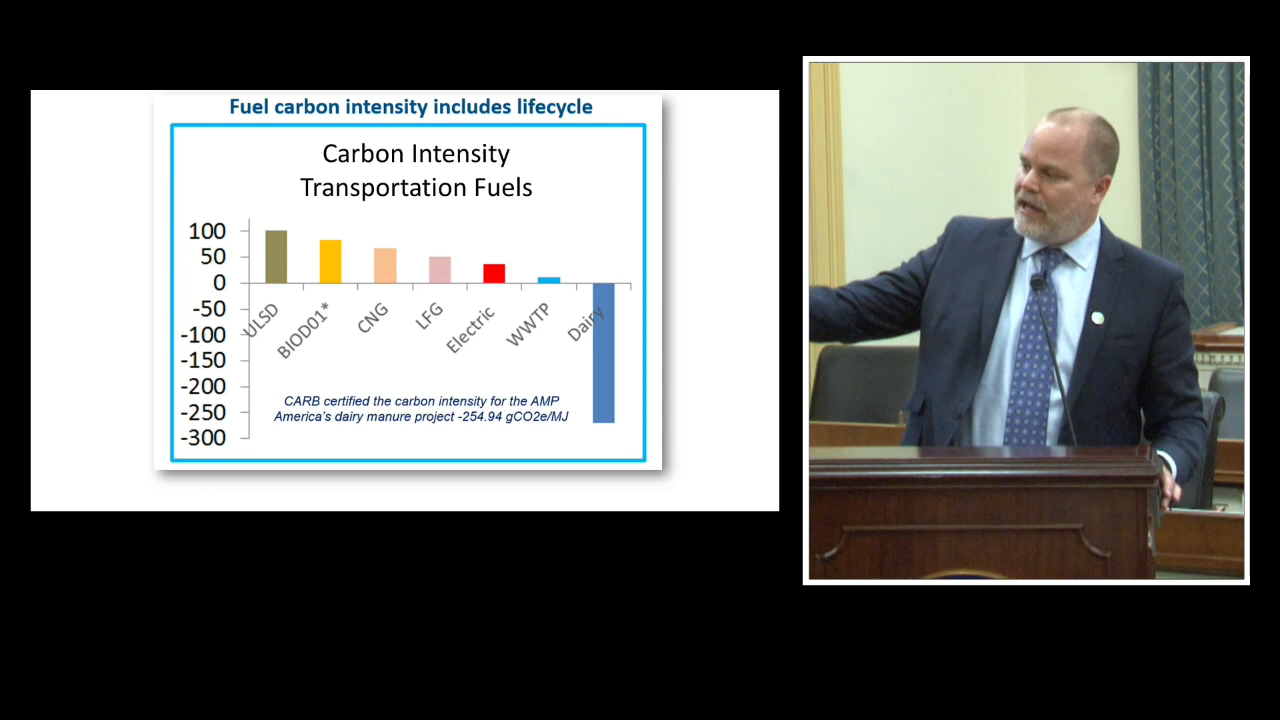 Fuel carbon intensity includes lifecycle
Carbon Intensity
Transportation Fuels
100
50
0
-50
-100
-150
-200
-250
-300
ULSD
BIOD01*
CNG
LFG
Electric
WWTP
Dairy
CARB certified the carbon intensity for the AMP
America's dairy manure project -254.94 gCO2e/MJ